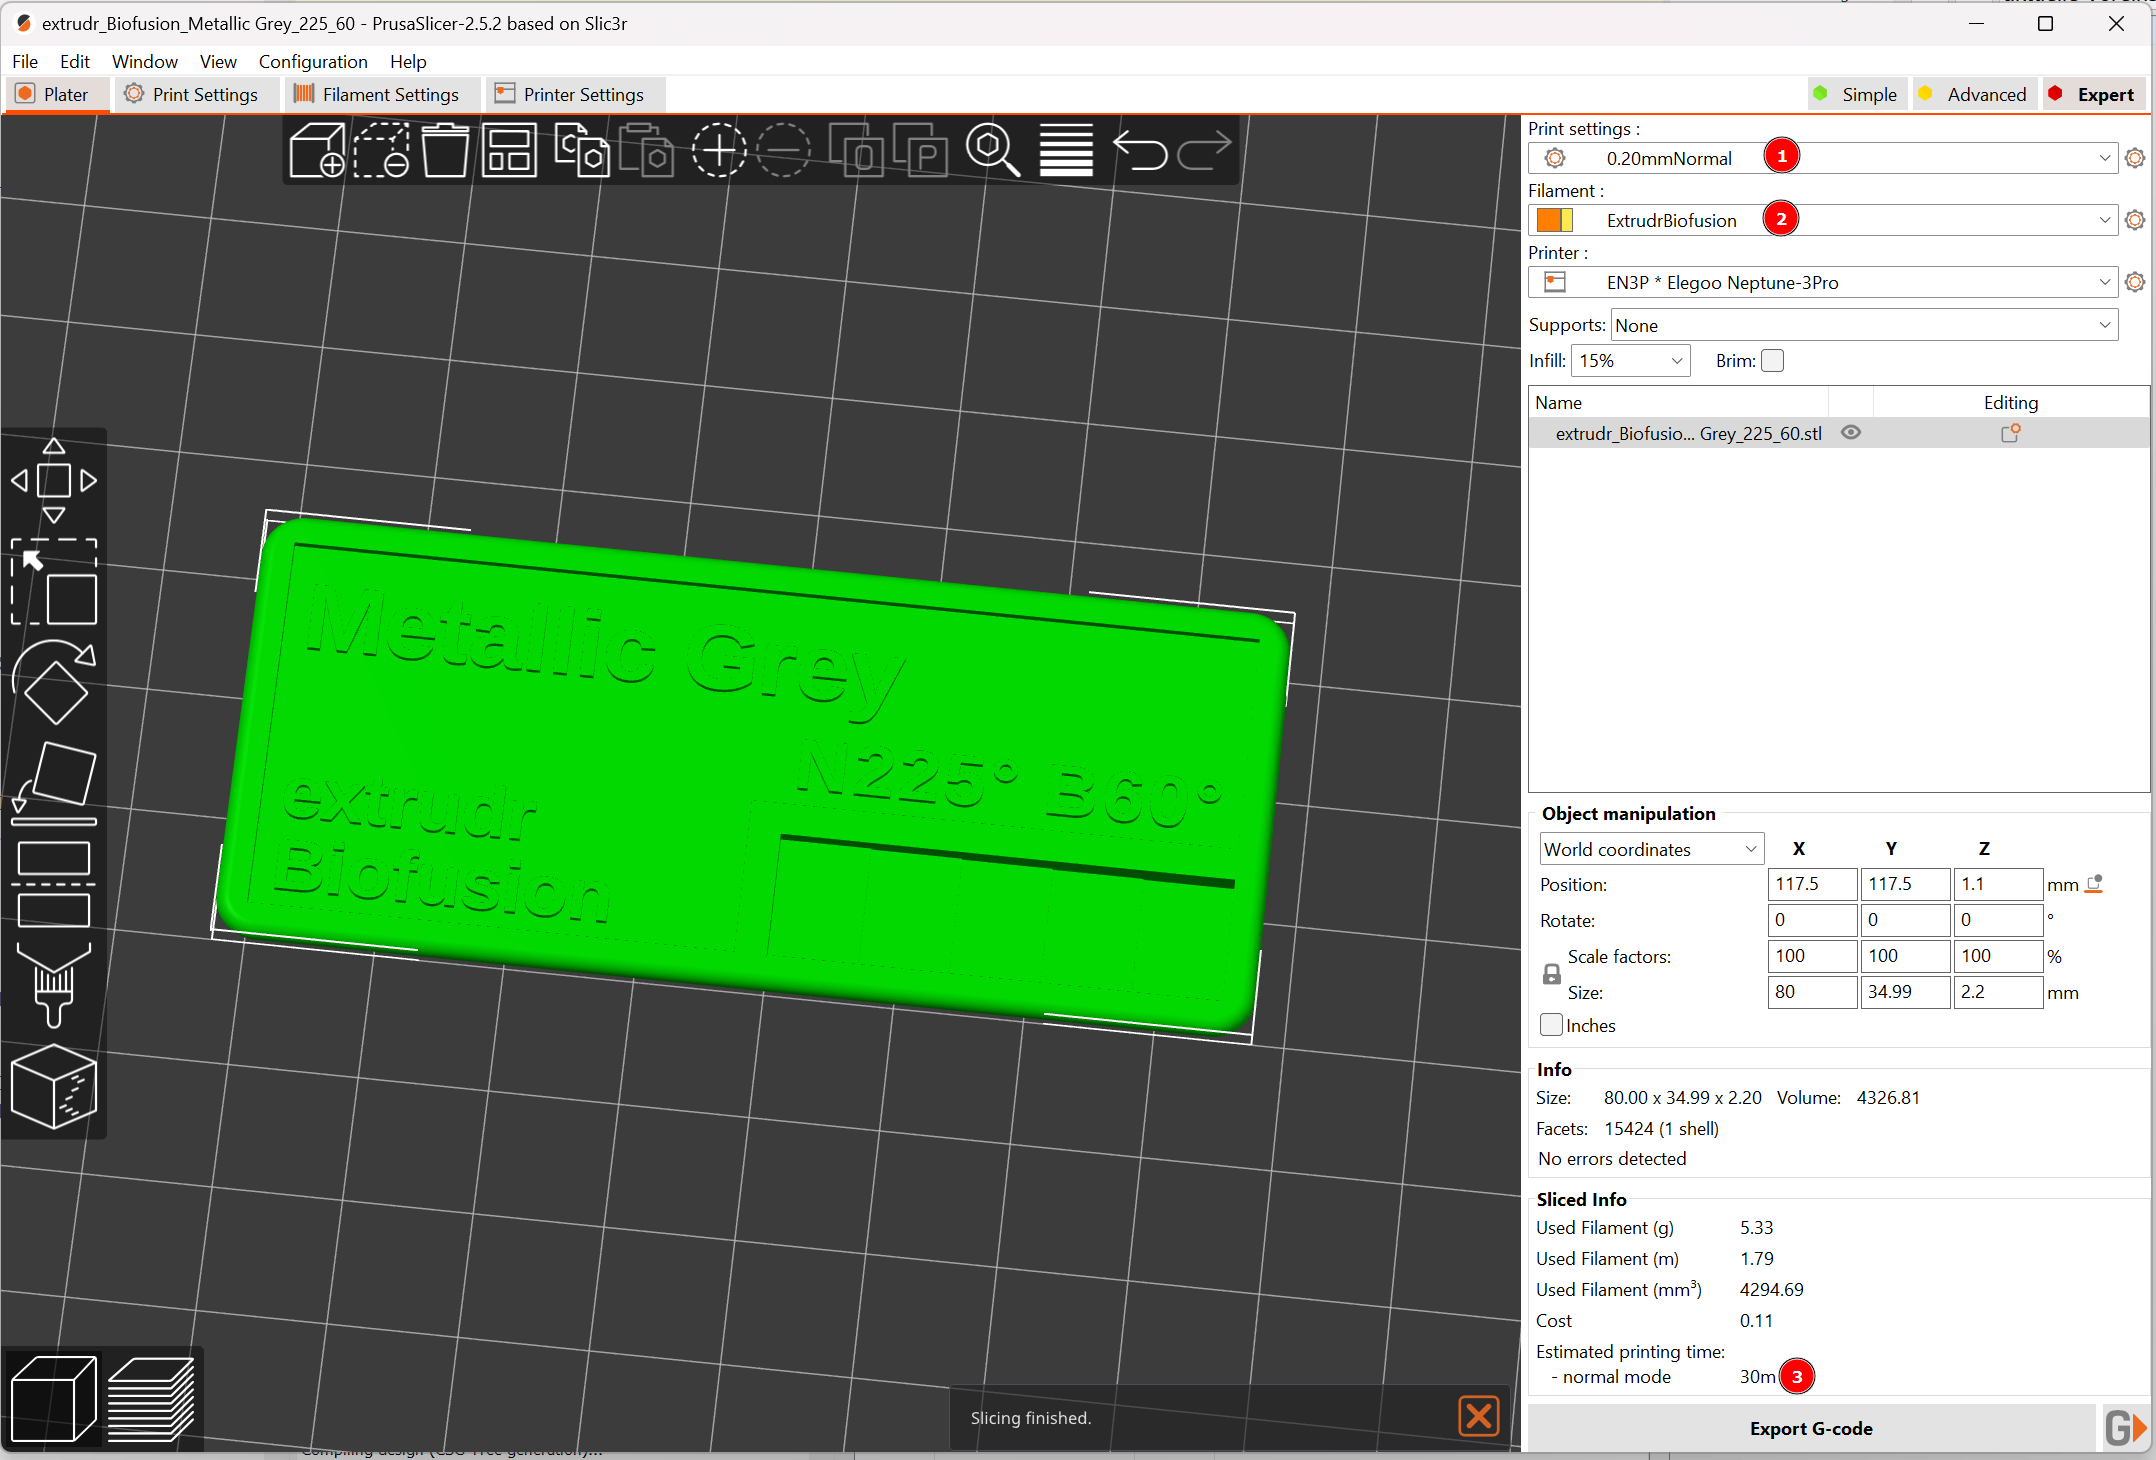 extrudr_Biofusion_Metallic Grey_225_60 - PrusaSlicer-2.5.2 based on Slic3r
File Edit Window View Configuration Help
Plater Print Settings Filament Settings Printer Settings Simple Advanced Expert
Print settings :
0.20mmNormal 1
Filament :
ExtrudrBiofusion 2
Printer :
EN3P * Elegoo Neptune-3Pro
Supports: None
Infill: 15% Brim:
Name Editing
extrudr_Biofusio... Grey_225_60.stl
Metallic Grey
N225° B60°
extrudr
Biofusion
Object manipulation
World coordinates X Y Z
Position: 117.5 117.5 1.1 mm
Rotate: 0 0 0 °
Scale factors: 100 100 100 %
Size: 80 34.99 2.2 mm
Inches
Info
Size: 80.00 x 34.99 x 2.20 Volume: 4326.81
Facets: 15424 (1 shell)
No errors detected
Sliced Info
Used Filament (g) 5.33
Used Filament (m) 1.79
Used Filament (mm³) 4294.69
Cost 0.11
Estimated printing time:
- normal mode 30m 3
Slicing finished.
Export G-code
G